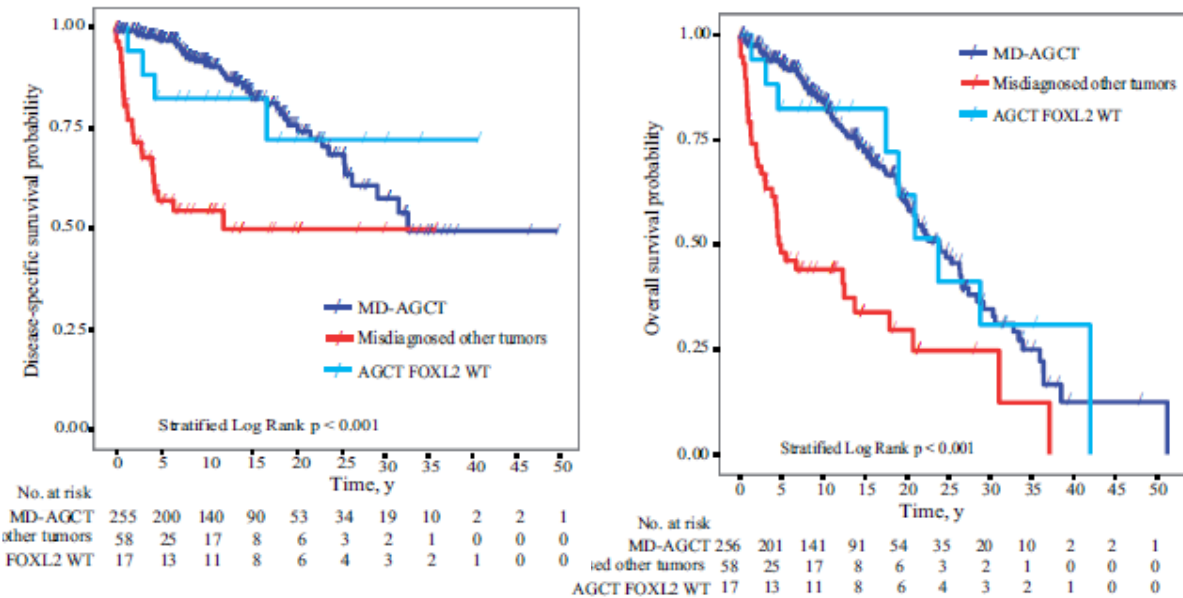 Disease-specific survival probability
1.00
0.75
0.50
0.25
0.00
MD-AGCT
Misdiagnosed other tumors
AGCT FOXL2 WT
Stratified Log Rank p < 0.001
0 5 10 15 20 25 30 35 40 45 50
Time, y
No. at risk
MD-AGCT 255 200 140 90 53 34 19 10 2 2 1
other tumors 58 25 17 8 6 3 2 1 0 0 0
FOXL2 WT 17 13 11 8 6 4 3 2 1 0 0
Overall survival probability
1.00
0.75
0.50
0.25
0.00
MD-AGCT
Misdiagnosed other tumors
AGCT FOXL2 WT
Stratified Log Rank p < 0.001
0 5 10 15 20 25 30 35 40 45 50
Time, y
No. at risk
MD-AGCT 256 201 141 91 54 35 20 10 2 2 1
sed other tumors 58 25 17 8 6 3 2 1 0 0 0
AGCT FOXL2 WT 17 13 11 8 6 4 3 2 1 0 0